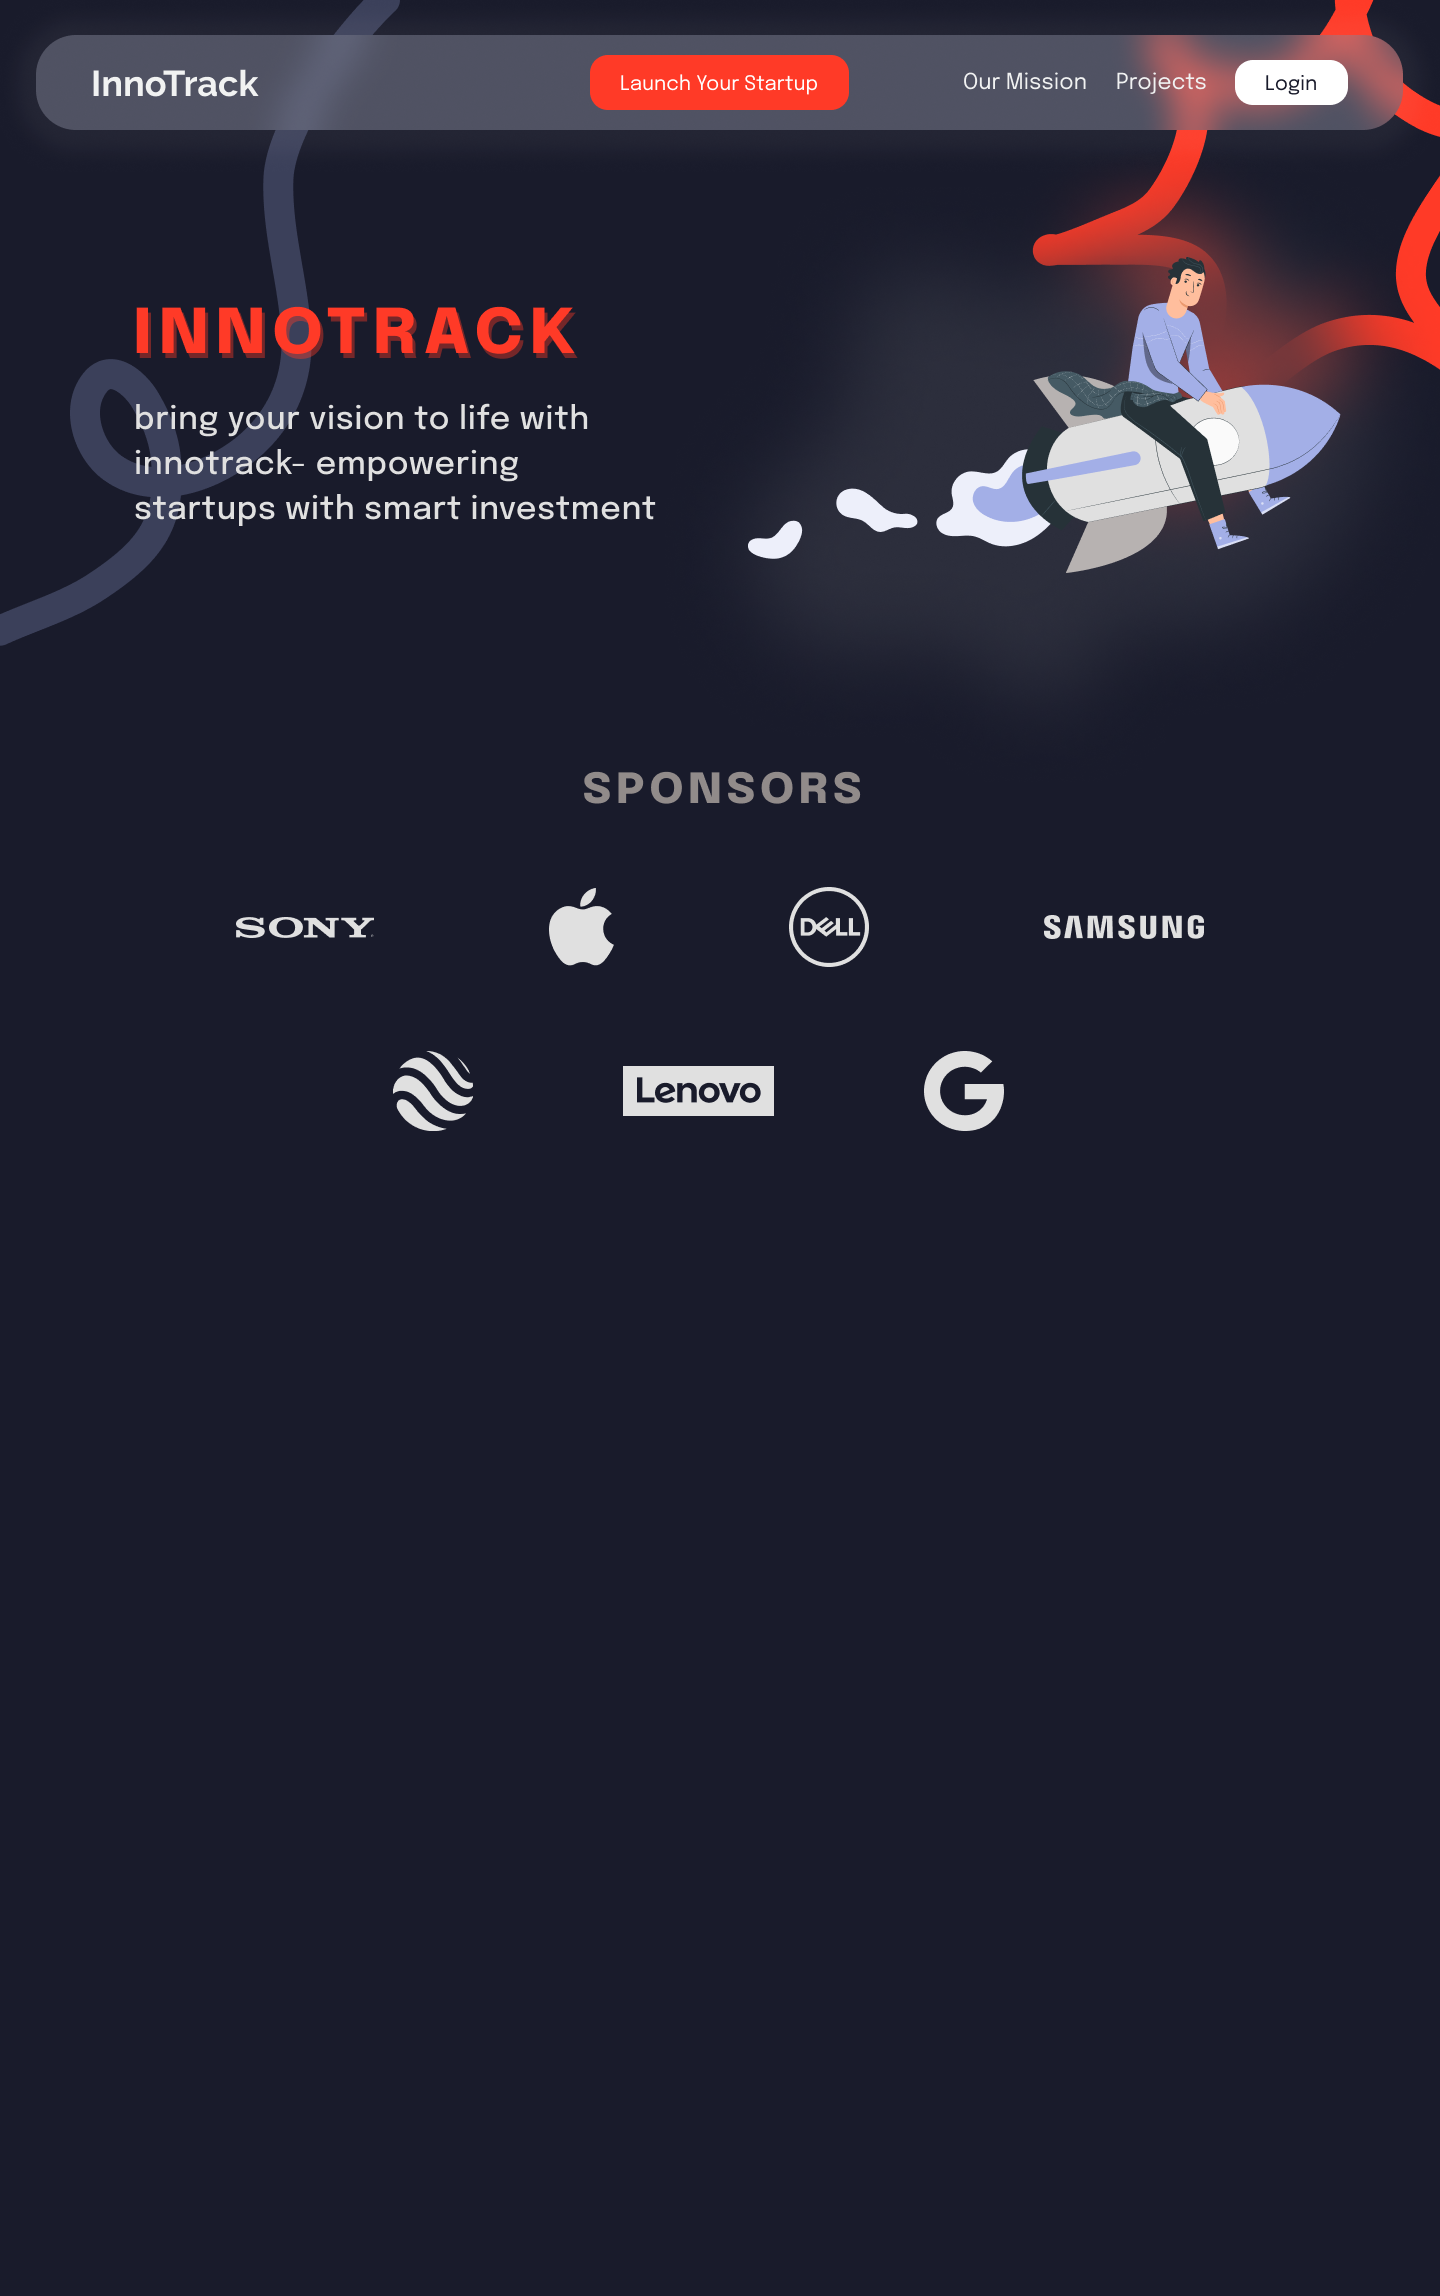 InnoTrack
Launch Your Startup
Our Mission
Projects
Login
INNOTRACK
bring your vision to life with
innotrack- empowering
startups with smart investment
SPONSORS
SONY
DELL
SAMSUNG
Lenovo
G